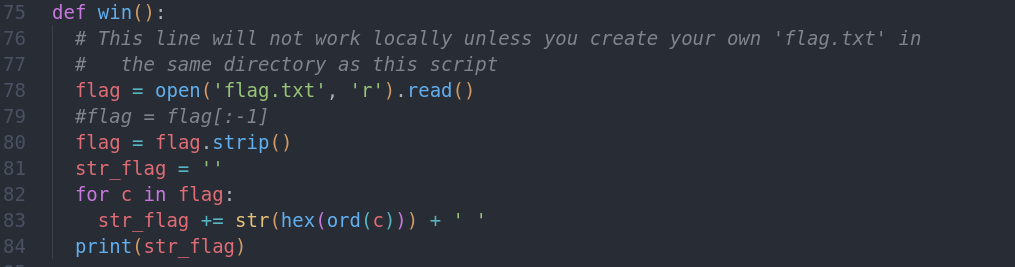 75 def win():
76   # This line will not work locally unless you create your own 'flag.txt' in
77   #   the same directory as this script
78   flag = open('flag.txt', 'r').read()
79   #flag = flag[:-1]
80   flag = flag.strip()
81   str_flag = ''
82   for c in flag:
83     str_flag += str(hex(ord(c))) + ' '
84   print(str_flag)